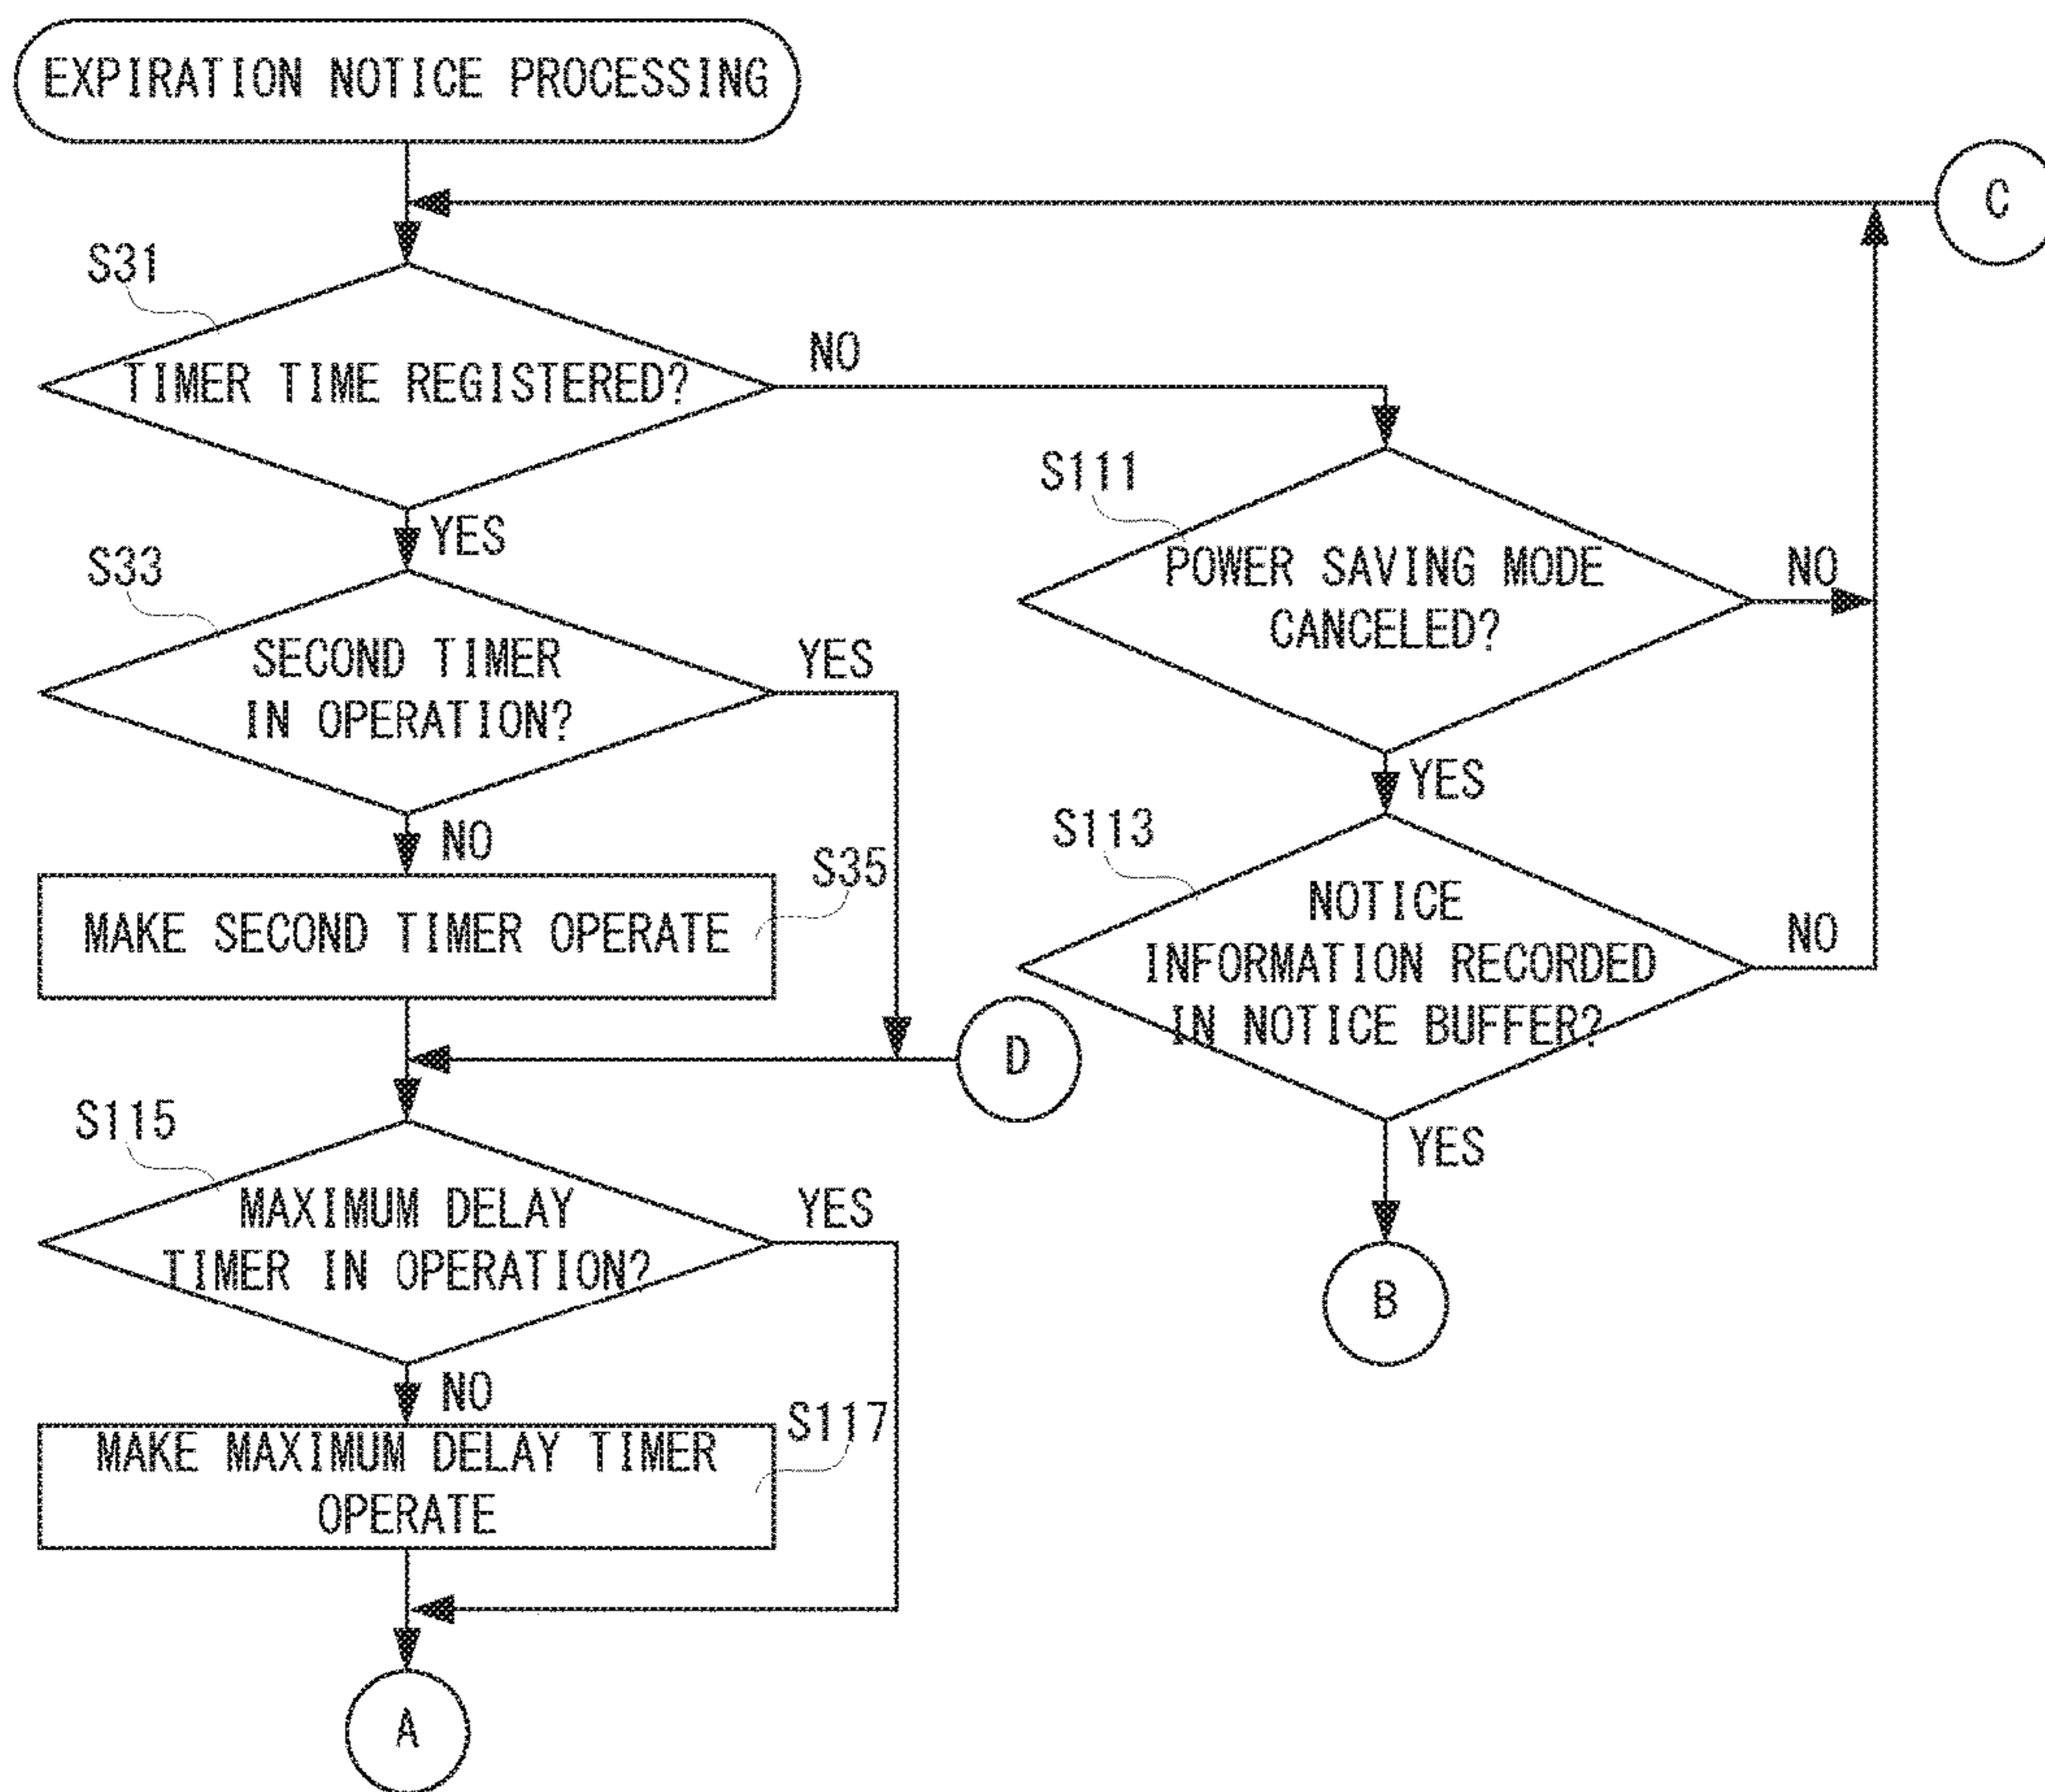 EXPIRATION NOTICE PROCESSING
C
S31
TIMER TIME REGISTERED?
NO
YES
S111
POWER SAVING MODE
CANCELED?
NO
YES
S33
SECOND TIMER
IN OPERATION?
YES
NO
S35
MAKE SECOND TIMER OPERATE
S113
NOTICE
INFORMATION RECORDED
IN NOTICE BUFFER?
NO
YES
D
B
S115
MAXIMUM DELAY
TIMER IN OPERATION?
YES
NO
S117
MAKE MAXIMUM DELAY TIMER
OPERATE
A